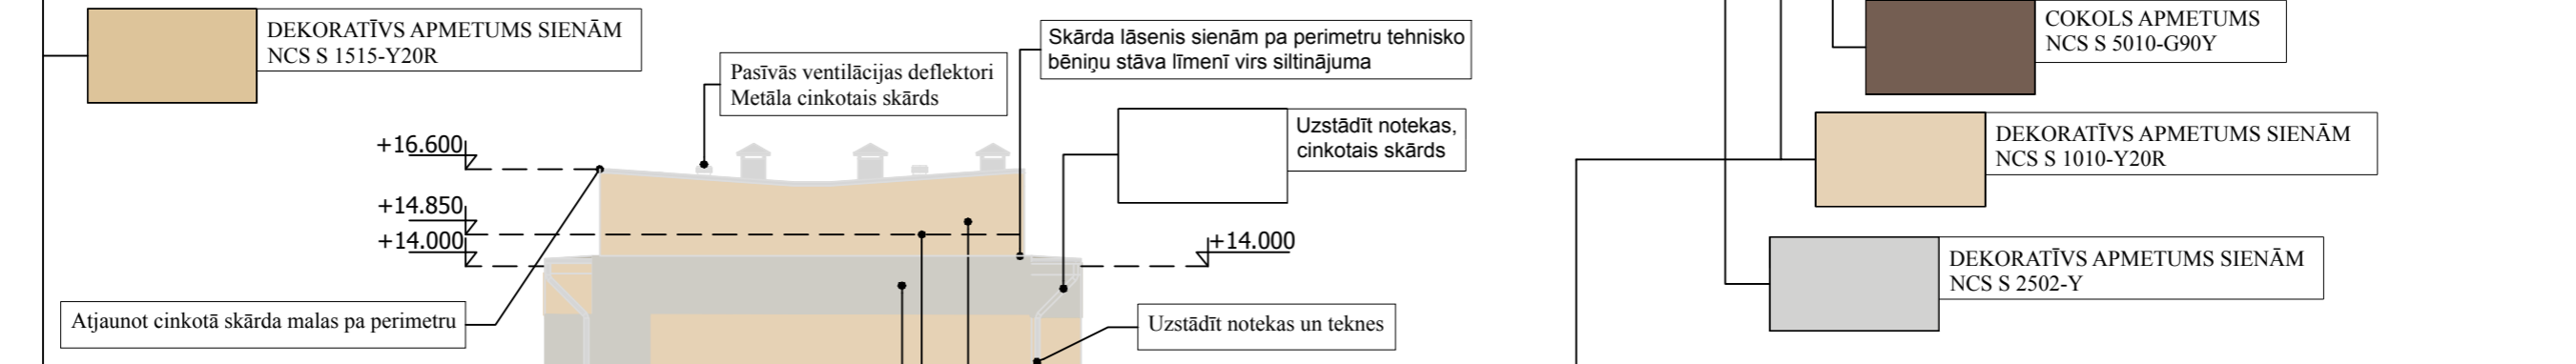 DEKORATĪVS APMETUMS SIENĀM
NCS S 1515-Y20R
Pasīvās ventilācijas deflektori
Metāla cinkotais skārds
Skārda lāsenis sienām pa perimetru tehnisko
bēniņu stāva līmenī virs siltinājuma
Uzstādīt notekas,
cinkotais skārds
+16.600
+14.850
+14.000
+14.000
Atjaunot cinkotā skārda malas pa perimetru
Uzstādīt notekas un teknes
COKOLS APMETUMS
NCS S 5010-G90Y
DEKORATĪVS APMETUMS SIENĀM
NCS S 1010-Y20R
DEKORATĪVS APMETUMS SIENĀM
NCS S 2502-Y